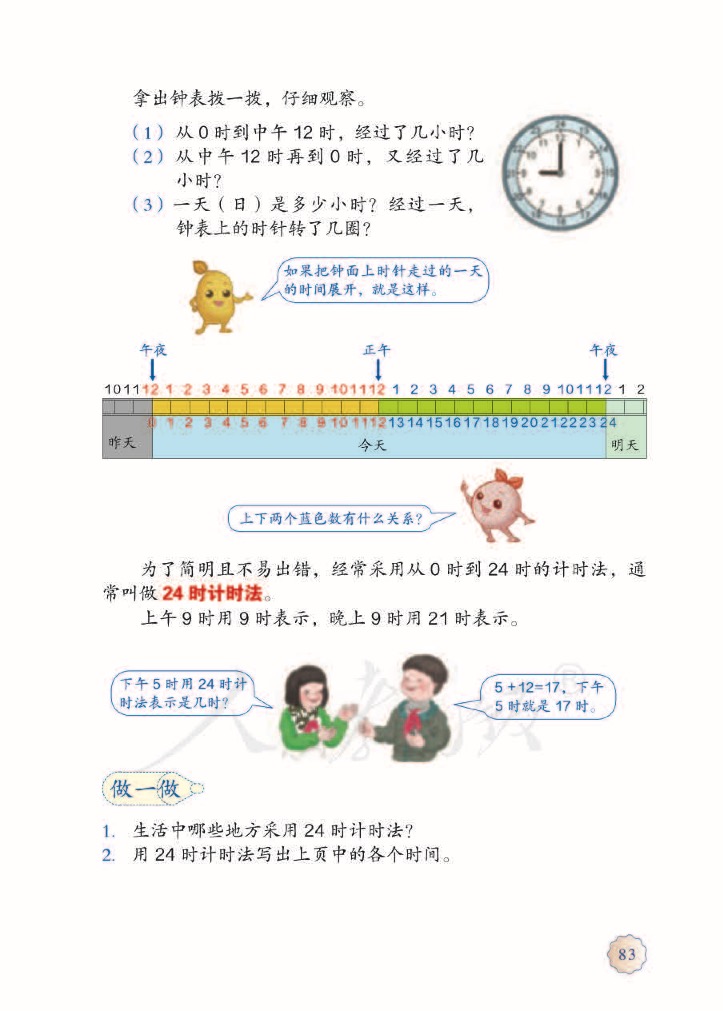 拿出钟表拨一拨，仔细观察。
（1）从0时到中午12时，经过了几小时？
（2）从中午12时再到0时，又经过了几
小时？
（3）一天（日）是多少小时？经过一天，
钟表上的时针转了几圈？
如果把钟面上时针走过的一天
的时间展开，就是这样。
午夜 正午 午夜
10 11 12 1 2 3 4 5 6 7 8 9 10 11 12 1 2 3 4 5 6 7 8 9 10 11 12 1 2
0 1 2 3 4 5 6 7 8 9 10 11 12 13 14 15 16 17 18 19 20 21 22 23 24
昨天 今天 明天
上下两个蓝色数有什么关系？
为了简明且不易出错，经常采用从0时到24时的计时法，通
常叫做24时计时法。
上午9时用9时表示，晚上9时用21时表示。
下午5时用24时计
时法表示是几时？
5+12=17，下午
5时就是17时。
做一做
1. 生活中哪些地方采用24时计时法？
2. 用24时计时法写出上页中的各个时间。
83